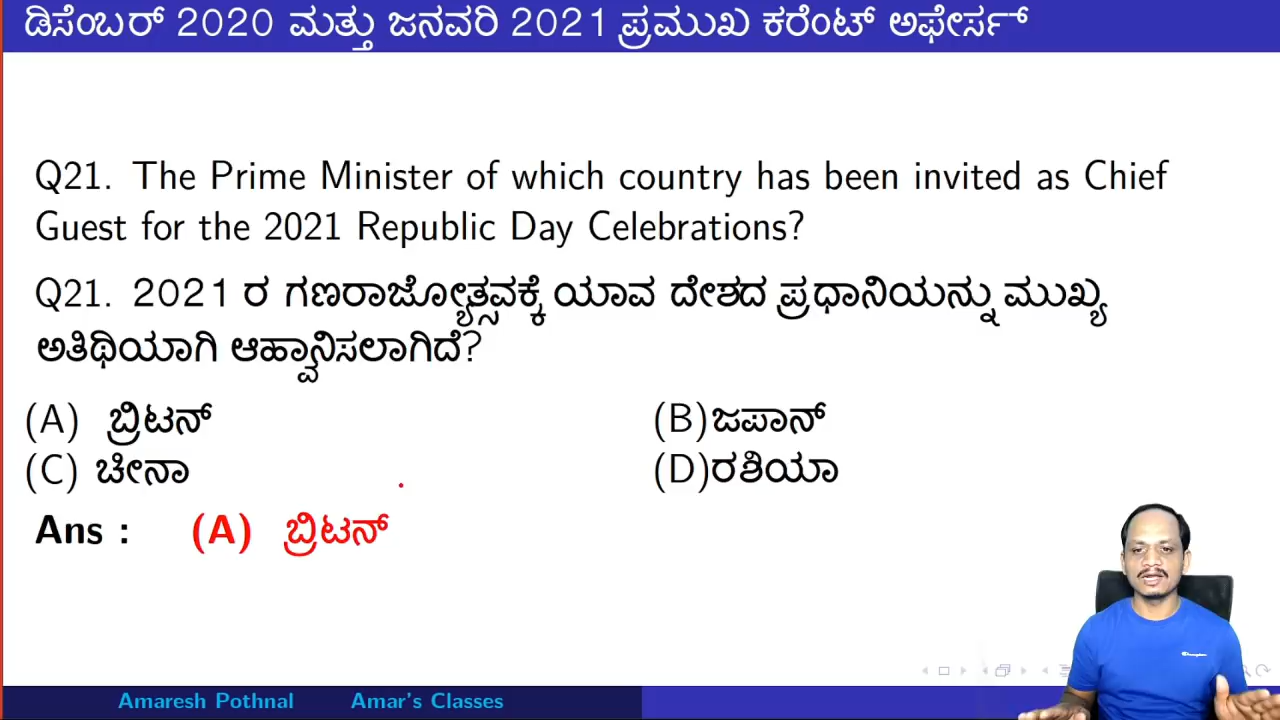 ಡಿಸೆಂಬರ್ 2020 ಮತ್ತು ಜನವರಿ 2021 ಪ್ರಮುಖ ಕರೆಂಟ್ ಅಫೇರ್ಸ್
Q21. The Prime Minister of which country has been invited as Chief
Guest for the 2021 Republic Day Celebrations?
Q21. 2021 ರ ಗಣರಾಜ್ಯೋತ್ಸವಕ್ಕೆ ಯಾವ ದೇಶದ ಪ್ರಧಾನಿಯನ್ನು ಮುಖ್ಯ
ಅತಿಥಿಯಾಗಿ ಆಹ್ವಾನಿಸಲಾಗಿದೆ?
(A) ಬ್ರಿಟನ್ (B)ಜಪಾನ್
(C) ಚೀನಾ (D)ರಶಿಯಾ
Ans : (A) ಬ್ರಿಟನ್
Champion
Amaresh Pothnal Amar's Classes